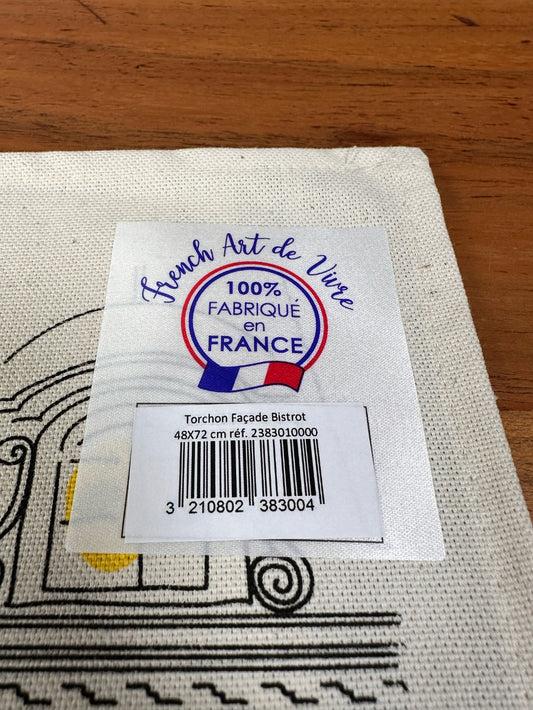 French Art de Vivre
100%
FABRIQUÉ
en
FRANCE
Torchon Façade Bistrot
48X72 cm réf. 2383010000
3 210802 383004